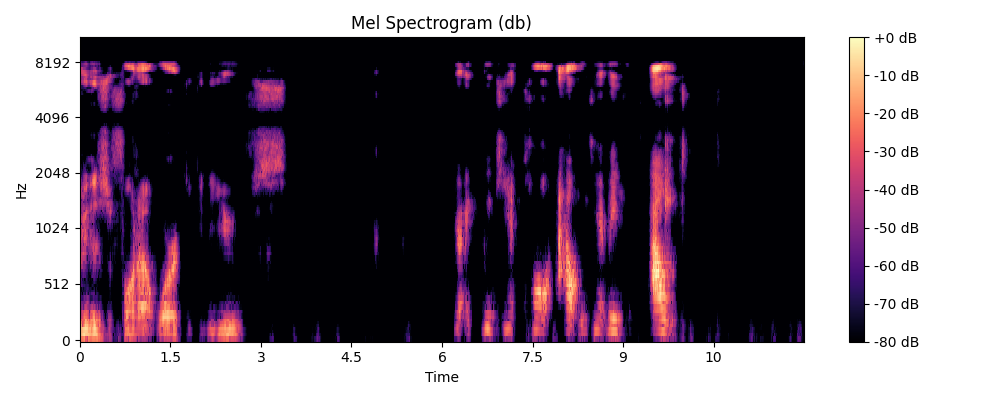 Mel Spectrogram (db)
8192
4096
2048
1024
512
0
Hz
0 1.5 3 4.5 6 7.5 9 10
Time
+0 dB
-10 dB
-20 dB
-30 dB
-40 dB
-50 dB
-60 dB
-70 dB
-80 dB